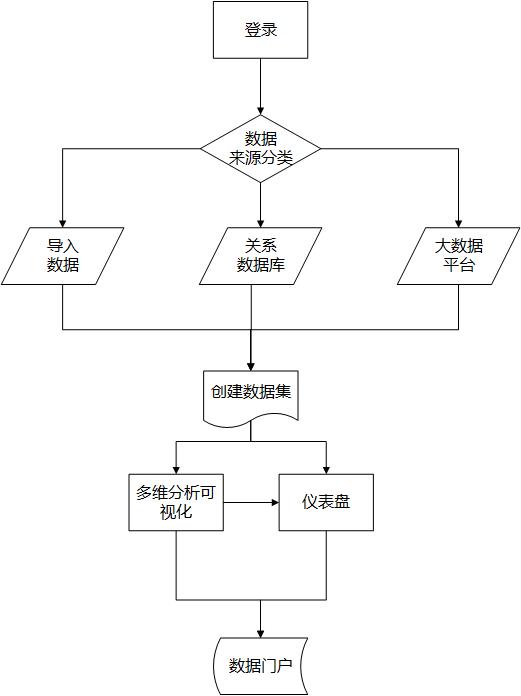 登录
数据
来源分类
导入
数据
关系
数据库
大数据
平台
创建数据集
多维分析可
视化
仪表盘
数据门户